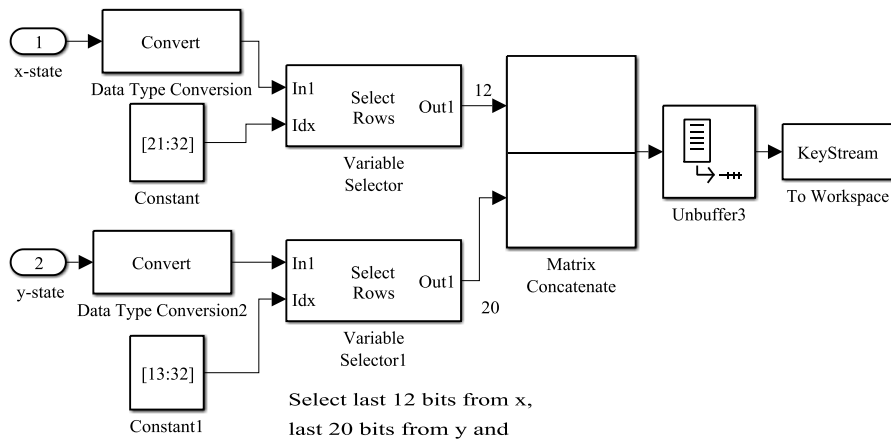 1
x-state
Convert
Data Type Conversion
[21:32]
Constant
In1
Idx
Select
Rows
Out1
Variable
Selector
12
2
y-state
Convert
Data Type Conversion2
[13:32]
Constant1
In1
Idx
Select
Rows
Out1
Variable
Selector1
20
Matrix
Concatenate
Unbuffer3
KeyStream
To Workspace
Select last 12 bits from x,
last 20 bits from y and